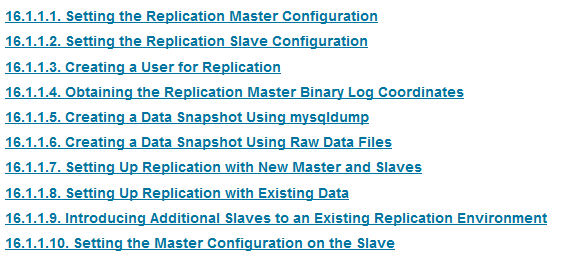 16.1.1.1. Setting the Replication Master Configuration
16.1.1.2. Setting the Replication Slave Configuration
16.1.1.3. Creating a User for Replication
16.1.1.4. Obtaining the Replication Master Binary Log Coordinates
16.1.1.5. Creating a Data Snapshot Using mysqldump
16.1.1.6. Creating a Data Snapshot Using Raw Data Files
16.1.1.7. Setting Up Replication with New Master and Slaves
16.1.1.8. Setting Up Replication with Existing Data
16.1.1.9. Introducing Additional Slaves to an Existing Replication Environment
16.1.1.10. Setting the Master Configuration on the Slave